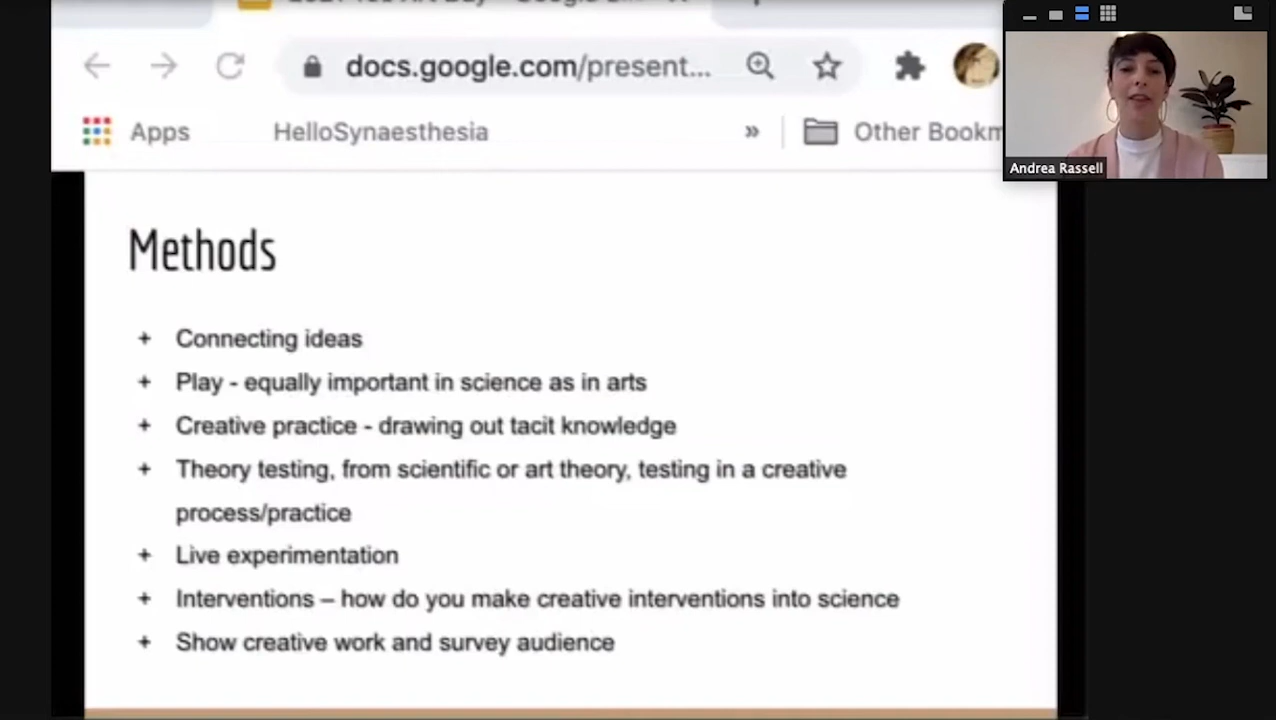 docs.google.com/present...
Apps
HelloSynaesthesia
»
Other Bookm
Andrea Rassell
Methods
+ Connecting ideas
+ Play - equally important in science as in arts
+ Creative practice - drawing out tacit knowledge
+ Theory testing, from scientific or art theory, testing in a creative
process/practice
+ Live experimentation
+ Interventions – how do you make creative interventions into science
+ Show creative work and survey audience